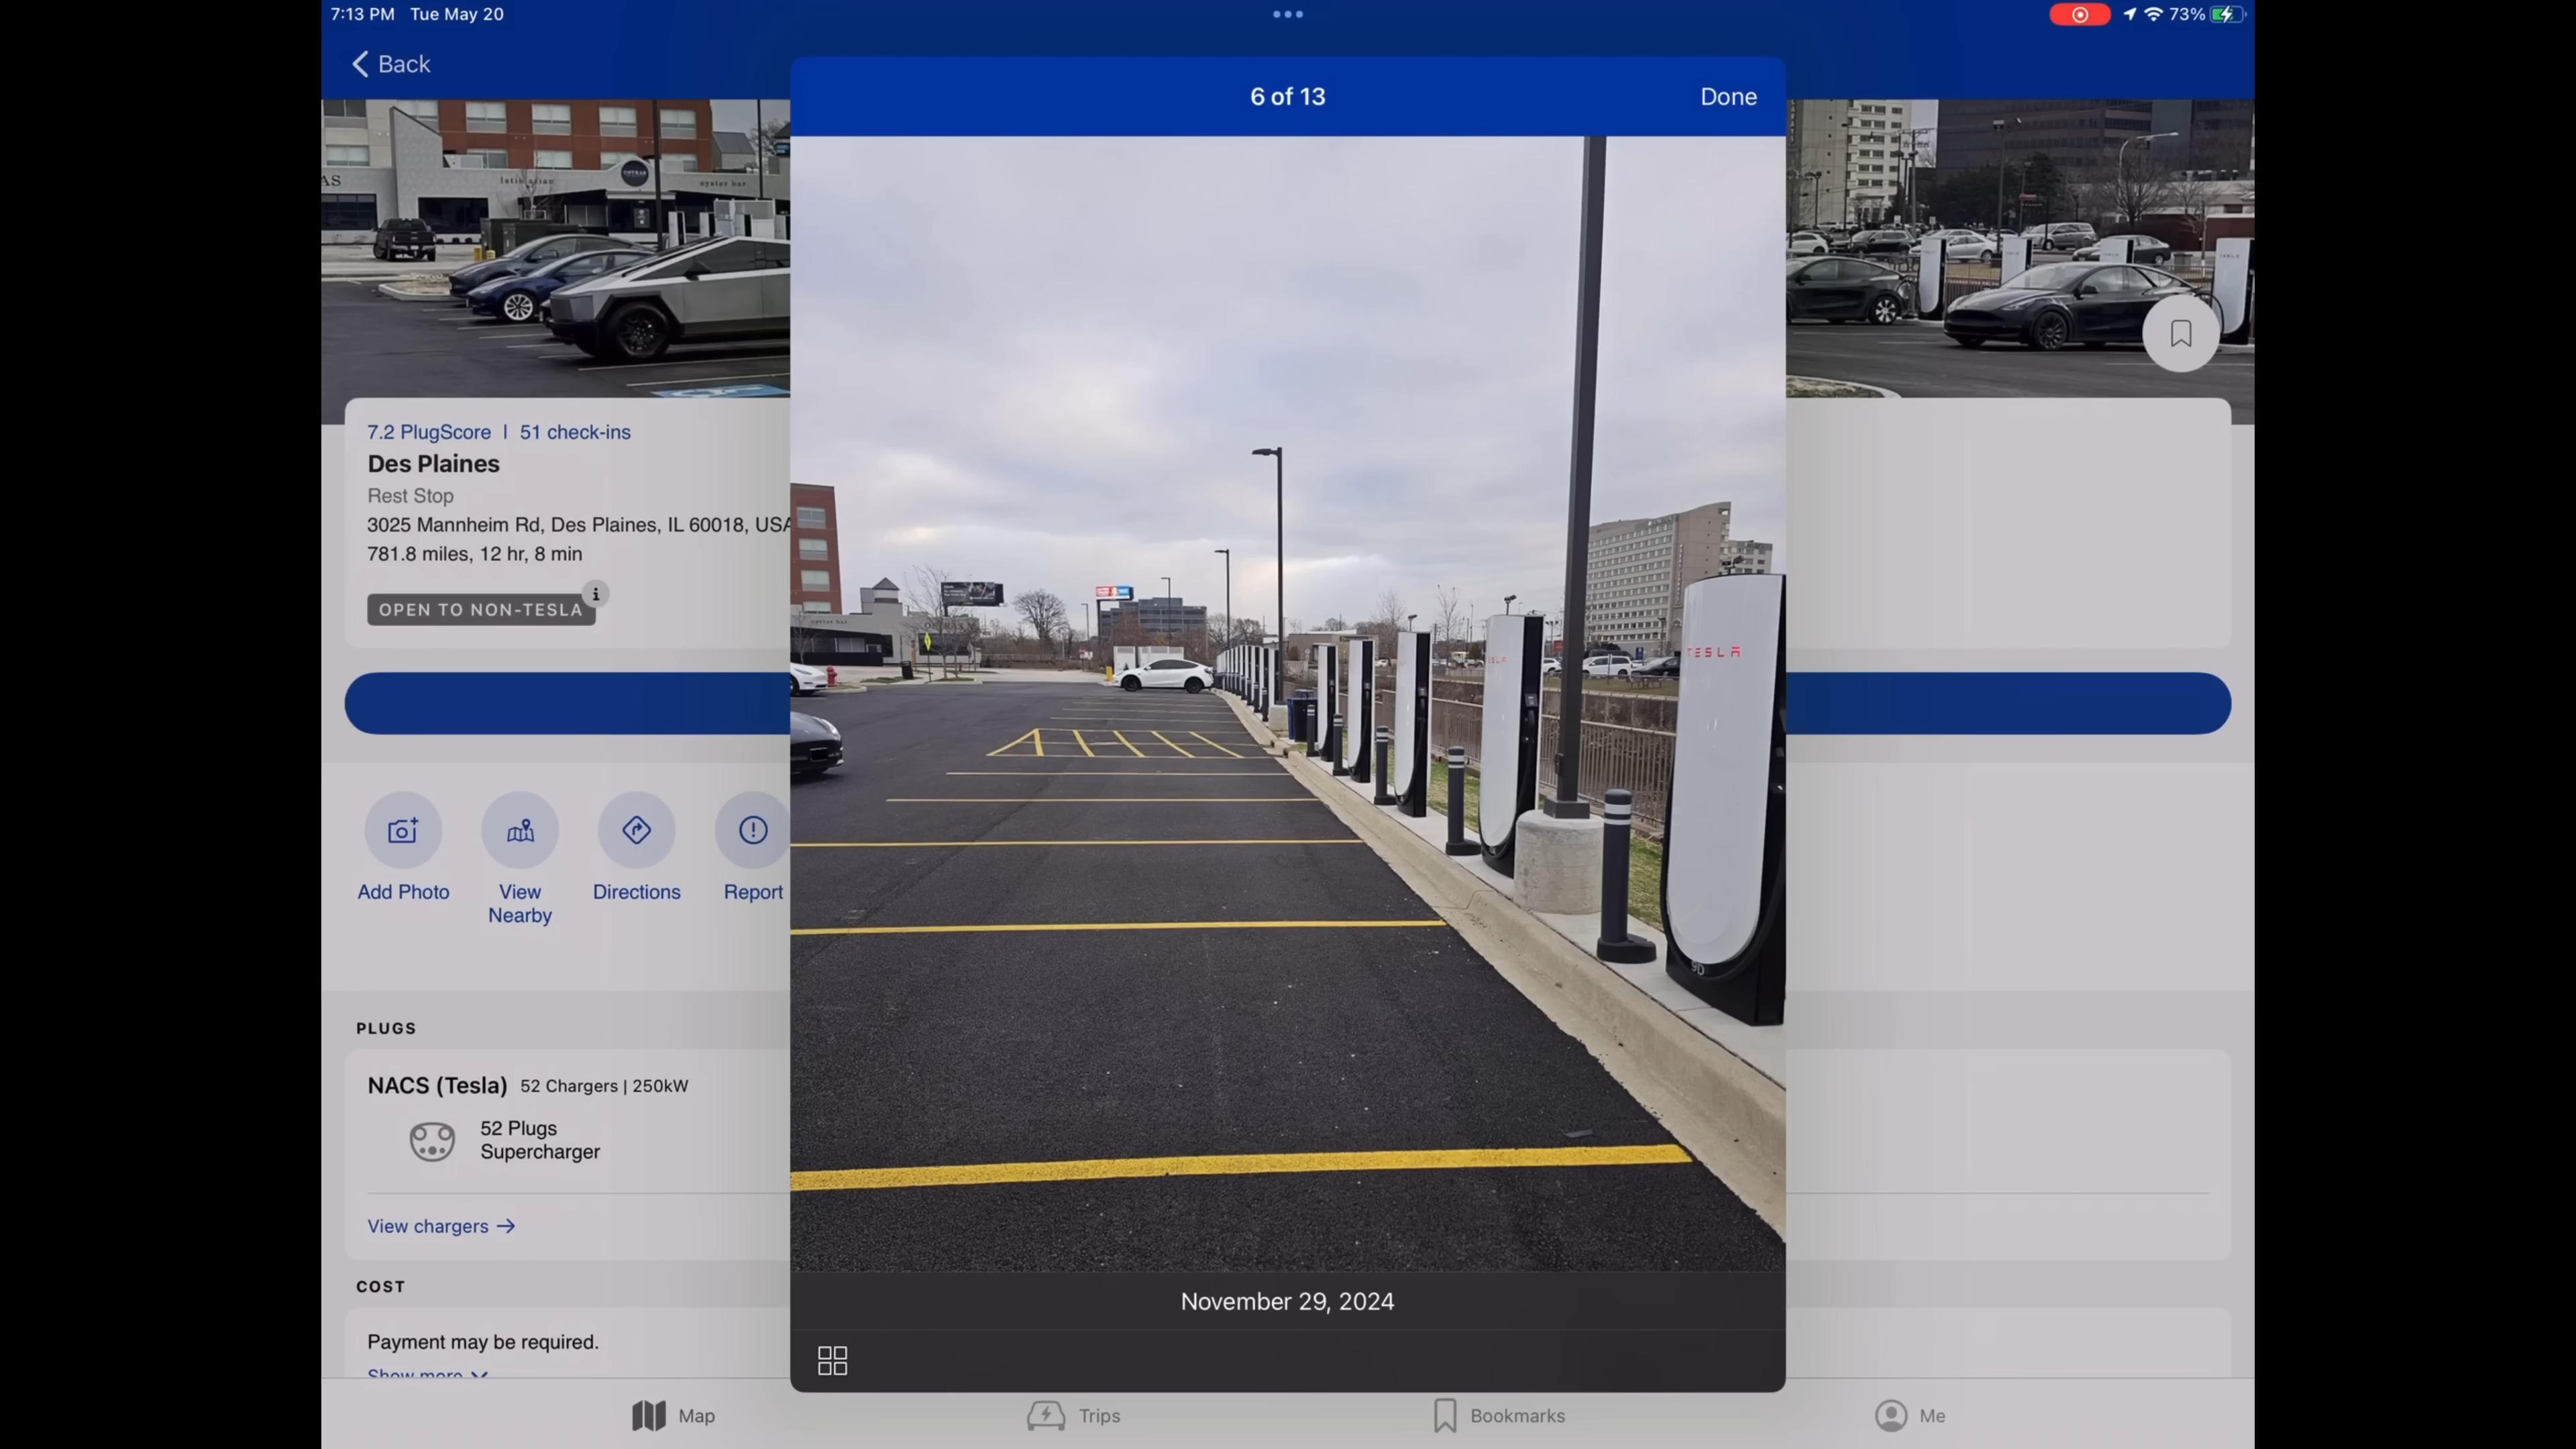 7:13 PM Tue May 20
73%
Back
6 of 13
Done
7.2 PlugScore | 51 check-ins
Des Plaines
Rest Stop
3025 Mannheim Rd, Des Plaines, IL 60018, USA
781.8 miles, 12 hr, 8 min
OPEN TO NON-TESLA
TESLA
9D
Add Photo
View
Nearby
Directions
Report
PLUGS
NACS (Tesla) 52 Chargers | 250kW
52 Plugs
Supercharger
View chargers
COST
Payment may be required.
Show more
November 29, 2024
Map
Trips
Bookmarks
Me